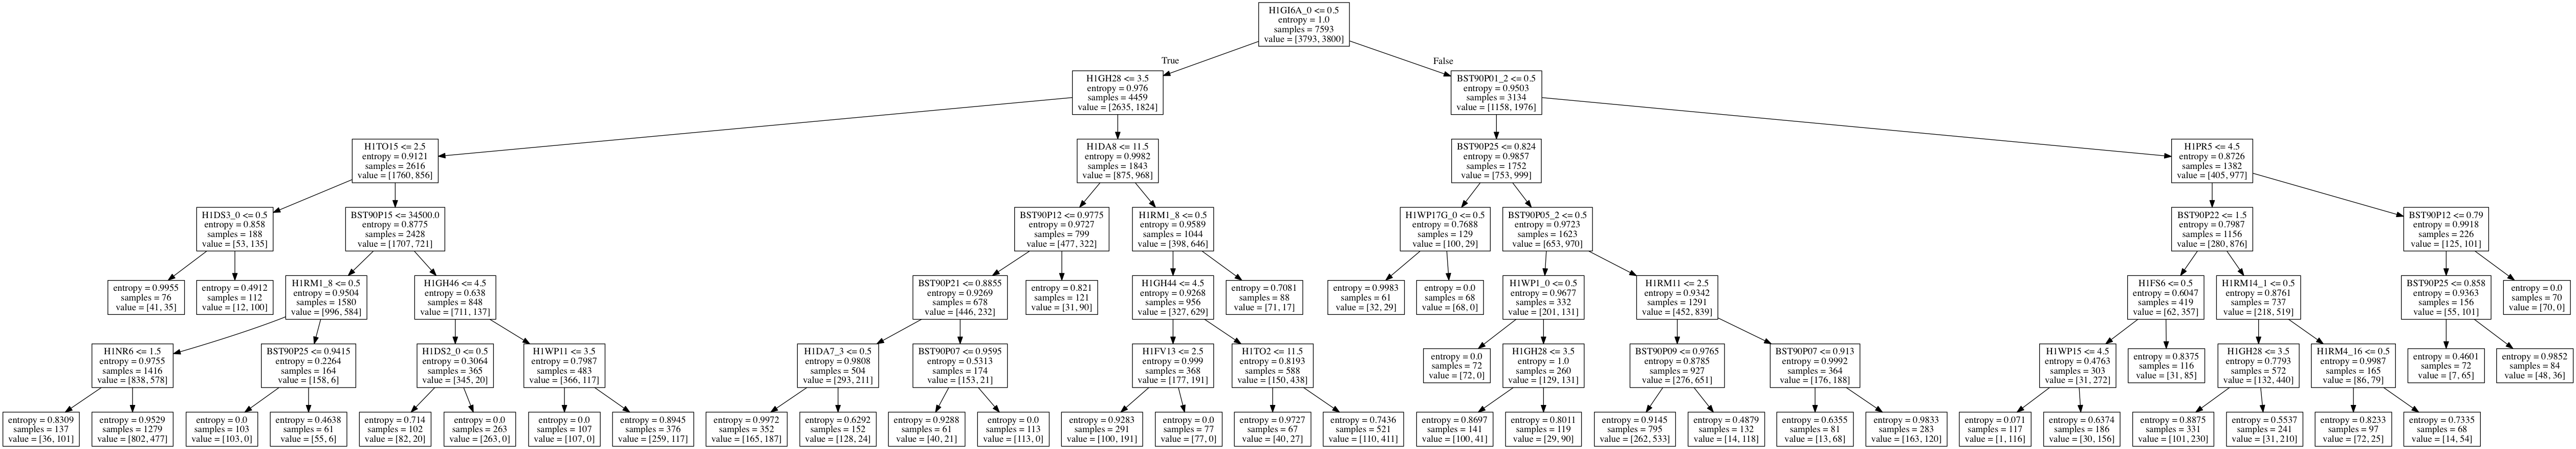 H1GI6A_0 <= 0.5
entropy = 1.0
samples = 7593
value = [3793, 3800]
True
False
H1GH28 <= 3.5
entropy = 0.976
samples = 4459
value = [2635, 1824]
BST90P01_2 <= 0.5
entropy = 0.9503
samples = 3134
value = [1158, 1976]
H1TO15 <= 2.5
entropy = 0.9121
samples = 2616
value = [1760, 856]
H1DA8 <= 11.5
entropy = 0.9982
samples = 1843
value = [875, 968]
BST90P25 <= 0.824
entropy = 0.9857
samples = 1752
value = [753, 999]
H1PR5 <= 4.5
entropy = 0.8726
samples = 1382
value = [405, 977]
H1DS3_0 <= 0.5
entropy = 0.858
samples = 188
value = [53, 135]
BST90P15 <= 34500.0
entropy = 0.8775
samples = 2428
value = [1707, 721]
BST90P12 <= 0.9775
entropy = 0.9727
samples = 799
value = [477, 322]
H1RM1_8 <= 0.5
entropy = 0.9589
samples = 1044
value = [398, 646]
H1WP17G_0 <= 0.5
entropy = 0.7688
samples = 129
value = [100, 29]
BST90P05_2 <= 0.5
entropy = 0.9723
samples = 1623
value = [653, 970]
BST90P22 <= 1.5
entropy = 0.7987
samples = 1156
value = [280, 876]
BST90P12 <= 0.79
entropy = 0.9918
samples = 226
value = [125, 101]
entropy = 0.9955
samples = 76
value = [41, 35]
entropy = 0.4912
samples = 112
value = [12, 100]
H1RM1_8 <= 0.5
entropy = 0.9504
samples = 1580
value = [996, 584]
H1GH46 <= 4.5
entropy = 0.638
samples = 848
value = [711, 137]
BST90P21 <= 0.8855
entropy = 0.9269
samples = 678
value = [446, 232]
entropy = 0.821
samples = 121
value = [31, 90]
H1GH44 <= 4.5
entropy = 0.9268
samples = 956
value = [327, 629]
entropy = 0.7081
samples = 88
value = [71, 17]
entropy = 0.9983
samples = 61
value = [32, 29]
entropy = 0.0
samples = 68
value = [68, 0]
H1WP1_0 <= 0.5
entropy = 0.9677
samples = 332
value = [201, 131]
H1RM11 <= 2.5
entropy = 0.9342
samples = 1291
value = [452, 839]
H1FS6 <= 0.5
entropy = 0.6047
samples = 419
value = [62, 357]
H1RM14_1 <= 0.5
entropy = 0.8761
samples = 737
value = [218, 519]
BST90P25 <= 0.858
entropy = 0.9363
samples = 156
value = [55, 101]
entropy = 0.0
samples = 70
value = [70, 0]
H1NR6 <= 1.5
entropy = 0.9755
samples = 1416
value = [838, 578]
BST90P25 <= 0.9415
entropy = 0.2264
samples = 164
value = [158, 6]
H1DS2_0 <= 0.5
entropy = 0.3064
samples = 365
value = [345, 20]
H1WP11 <= 3.5
entropy = 0.7987
samples = 483
value = [366, 117]
H1DA7_3 <= 0.5
entropy = 0.9808
samples = 504
value = [293, 211]
BST90P07 <= 0.9595
entropy = 0.5313
samples = 174
value = [153, 21]
H1FV13 <= 2.5
entropy = 0.999
samples = 368
value = [177, 191]
H1TO2 <= 11.5
entropy = 0.8193
samples = 588
value = [150, 438]
entropy = 0.0
samples = 72
value = [72, 0]
H1GH28 <= 3.5
entropy = 1.0
samples = 260
value = [129, 131]
BST90P09 <= 0.9765
entropy = 0.8785
samples = 927
value = [276, 651]
BST90P07 <= 0.913
entropy = 0.9992
samples = 364
value = [176, 188]
H1WP15 <= 4.5
entropy = 0.4763
samples = 303
value = [31, 272]
entropy = 0.8375
samples = 116
value = [31, 85]
H1GH28 <= 3.5
entropy = 0.7793
samples = 572
value = [132, 440]
H1RM4_16 <= 0.5
entropy = 0.9987
samples = 165
value = [86, 79]
entropy = 0.4601
samples = 72
value = [7, 65]
entropy = 0.9852
samples = 84
value = [48, 36]
entropy = 0.8309
samples = 137
value = [36, 101]
entropy = 0.9529
samples = 1279
value = [802, 477]
entropy = 0.0
samples = 103
value = [103, 0]
entropy = 0.4638
samples = 61
value = [55, 6]
entropy = 0.714
samples = 102
value = [82, 20]
entropy = 0.0
samples = 263
value = [263, 0]
entropy = 0.0
samples = 107
value = [107, 0]
entropy = 0.8945
samples = 376
value = [259, 117]
entropy = 0.9972
samples = 352
value = [165, 187]
entropy = 0.6292
samples = 152
value = [128, 24]
entropy = 0.9288
samples = 61
value = [40, 21]
entropy = 0.0
samples = 113
value = [113, 0]
entropy = 0.9283
samples = 291
value = [100, 191]
entropy = 0.0
samples = 77
value = [77, 0]
entropy = 0.9727
samples = 67
value = [40, 27]
entropy = 0.7436
samples = 521
value = [110, 411]
entropy = 0.8697
samples = 141
value = [100, 41]
entropy = 0.8011
samples = 119
value = [29, 90]
entropy = 0.9145
samples = 795
value = [262, 533]
entropy = 0.4879
samples = 132
value = [14, 118]
entropy = 0.6355
samples = 81
value = [13, 68]
entropy = 0.9833
samples = 283
value = [163, 120]
entropy = 0.071
samples = 117
value = [1, 116]
entropy = 0.6374
samples = 186
value = [30, 156]
entropy = 0.8875
samples = 331
value = [101, 230]
entropy = 0.5537
samples = 241
value = [31, 210]
entropy = 0.8233
samples = 97
value = [72, 25]
entropy = 0.7335
samples = 68
value = [14, 54]